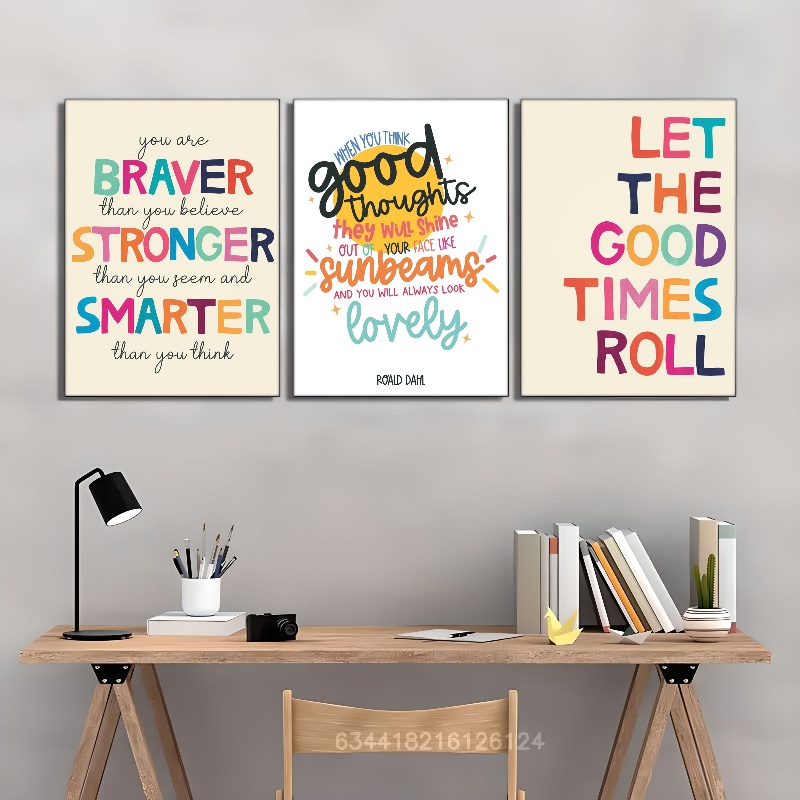 you are
BRAVER
than you believe
STRONGER
than you seem and
SMARTER
than you think
WHEN YOU THINK
good
thoughts
they will shine
OUT OF YOUR FACE LIKE
sunbeams
AND YOU WILL ALWAYS LOOK
lovely
ROALD DAHL
LET
THE
GOOD
TIMES
ROLL
634418216126124